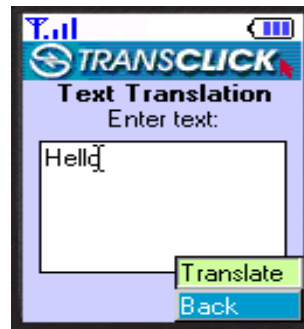 TRANSCLICK
Text Translation
Enter text:
Hello
Translate
Back